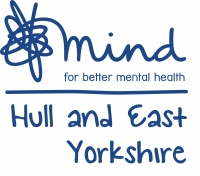 mind
for better mental health
Hull and East
Yorkshire